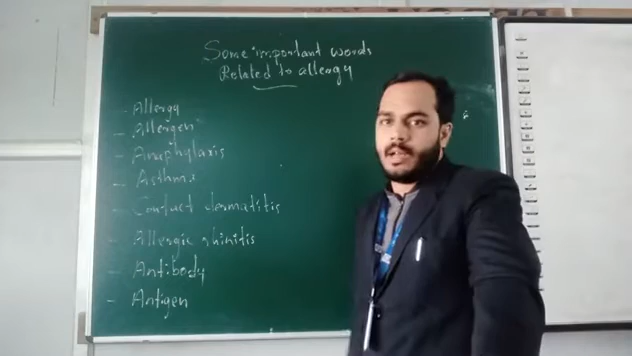 Some important words
Related to allergy
- Allergy
- Allergen
- Anaphylaxis
- Asthma
- Contact dermatitis
- Allergic rhinitis
- Antibody
- Antigen